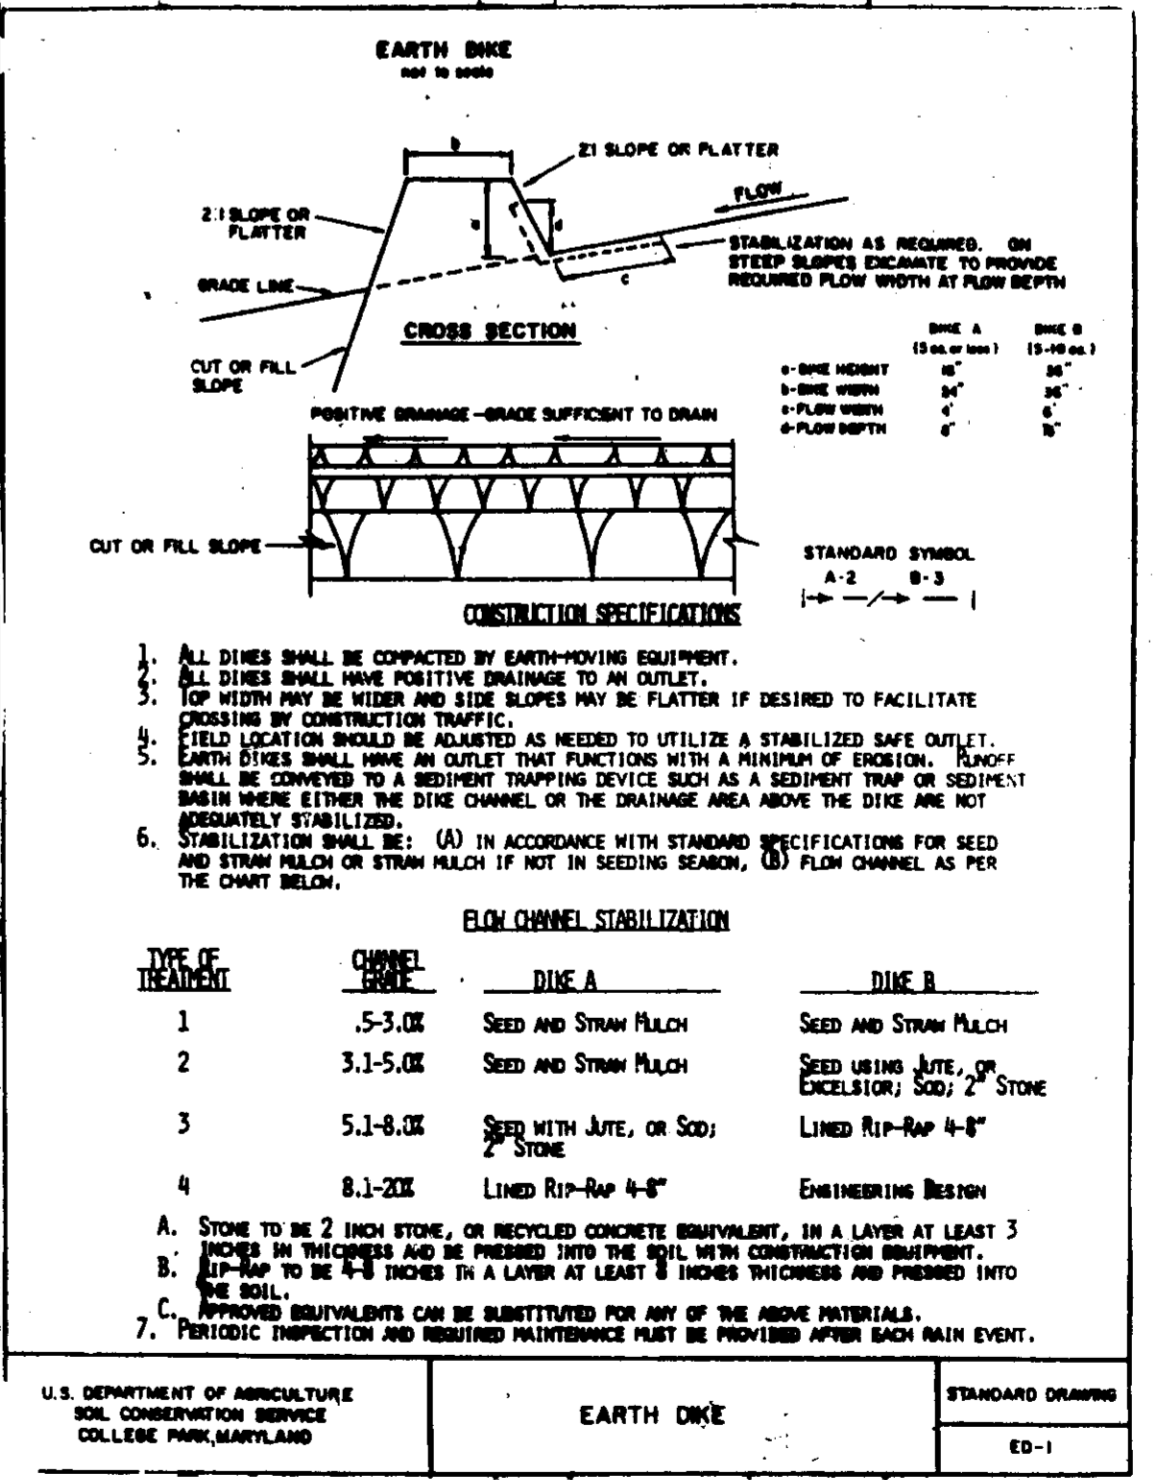 EARTH DIKE
not to scale
b
2:1 SLOPE OR FLATTER
FLOW
2:1 SLOPE OR
FLATTER
a
d
STABILIZATION AS REQUIRED. ON
STEEP SLOPES EXCAVATE TO PROVIDE
REQUIRED FLOW WIDTH AT FLOW DEPTH
GRADE LINE
c
CROSS SECTION
CUT OR FILL
SLOPE
DIKE A DIKE B
(5 ac. or less) (5-10 ac.)
a-DIKE HEIGHT 18" 36"
b-DIKE WIDTH 24" 36"
c-FLOW WIDTH 4' 6'
d-FLOW DEPTH 8" 15"
POSITIVE DRAINAGE-GRADE SUFFICIENT TO DRAIN
CUT OR FILL SLOPE
STANDARD SYMBOL
A-2 B-3
CONSTRUCTION SPECIFICATIONS
1. ALL DIKES SHALL BE COMPACTED BY EARTH-MOVING EQUIPMENT.
2. ALL DIKES SHALL HAVE POSITIVE DRAINAGE TO AN OUTLET.
3. TOP WIDTH MAY BE WIDER AND SIDE SLOPES MAY BE FLATTER IF DESIRED TO FACILITATE
CROSSING BY CONSTRUCTION TRAFFIC.
4. FIELD LOCATION SHOULD BE ADJUSTED AS NEEDED TO UTILIZE A STABILIZED SAFE OUTLET.
5. EARTH DIKES SHALL HAVE AN OUTLET THAT FUNCTIONS WITH A MINIMUM OF EROSION. RUNOFF
SHALL BE CONVEYED TO A SEDIMENT TRAPPING DEVICE SUCH AS A SEDIMENT TRAP OR SEDIMENT
BASIN WHERE EITHER THE DIKE CHANNEL OR THE DRAINAGE AREA ABOVE THE DIKE ARE NOT
ADEQUATELY STABILIZED.
6. STABILIZATION SHALL BE: (A) IN ACCORDANCE WITH STANDARD SPECIFICATIONS FOR SEED
AND STRAW MULCH OR STRAW MULCH IF NOT IN SEEDING SEASON, (B) FLOW CHANNEL AS PER
THE CHART BELOW.
FLOW CHANNEL STABILIZATION
TYPE OF CHANNEL
TREATMENT GRADE DIKE A DIKE B
1 .5-3.0% SEED AND STRAW MULCH SEED AND STRAW MULCH
2 3.1-5.0% SEED AND STRAW MULCH SEED USING JUTE, OR
EXCELSIOR; SOD; 2" STONE
3 5.1-8.0% SEED WITH JUTE, OR SOD; LINED RIP-RAP 4-8"
2" STONE
4 8.1-20% LINED RIP-RAP 4-8" ENGINEERING DESIGN
A. STONE TO BE 2 INCH STONE, OR RECYCLED CONCRETE EQUIVALENT, IN A LAYER AT LEAST 3
INCHES IN THICKNESS AND BE PRESSED INTO THE SOIL WITH CONSTRUCTION EQUIPMENT.
B. RIP-RAP TO BE 4-8 INCHES IN A LAYER AT LEAST 8 INCHES THICKNESS AND PRESSED INTO
THE SOIL.
C. APPROVED EQUIVALENTS CAN BE SUBSTITUTED FOR ANY OF THE ABOVE MATERIALS.
7. PERIODIC INSPECTION AND REQUIRED MAINTENANCE MUST BE PROVIDED AFTER EACH RAIN EVENT.
U.S. DEPARTMENT OF AGRICULTURE
SOIL CONSERVATION SERVICE
COLLEGE PARK, MARYLAND
EARTH DIKE
STANDARD DRAWING
ED-1